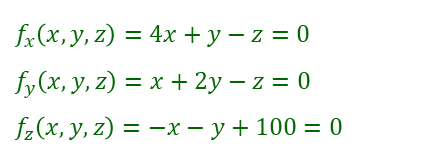 f_x(x, y, z) = 4x + y − z = 0
f_y(x, y, z) = x + 2y − z = 0
f_z(x, y, z) = −x − y + 100 = 0